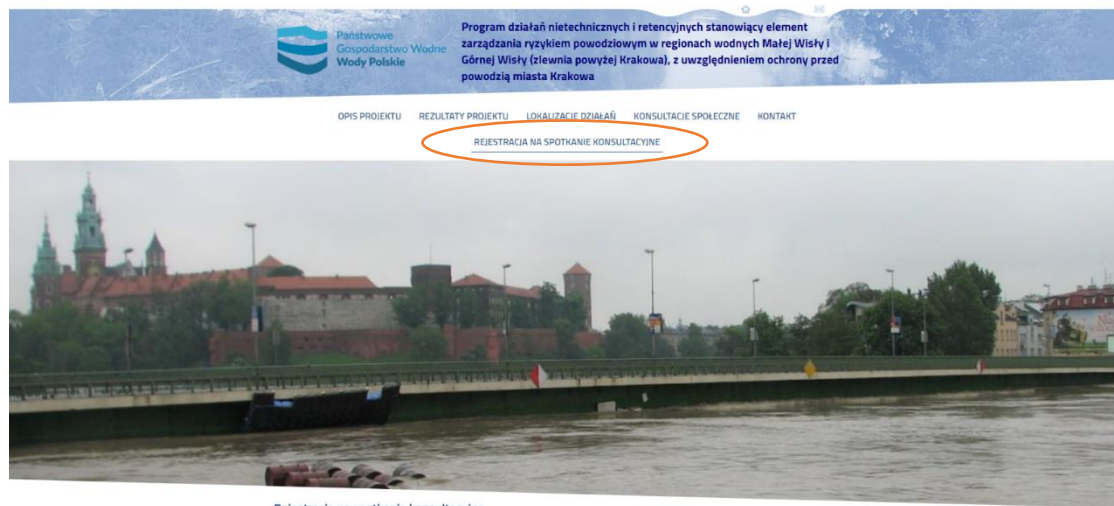 Państwowe
Gospodarstwo Wodne
Wody Polskie
Program działań nietechnicznych i retencyjnych stanowiący element
zarządzania ryzykiem powodziowym w regionach wodnych Małej Wisły i
Górnej Wisły (zlewnia powyżej Krakowa), z uwzględnieniem ochrony przed
powodzią miasta Krakowa
OPIS PROJEKTU REZULTATY PROJEKTU LOKALIZACJE DZIAŁAŃ KONSULTACJE SPOŁECZNE KONTAKT
REJESTRACJA NA SPOTKANIE KONSULTACYJNE